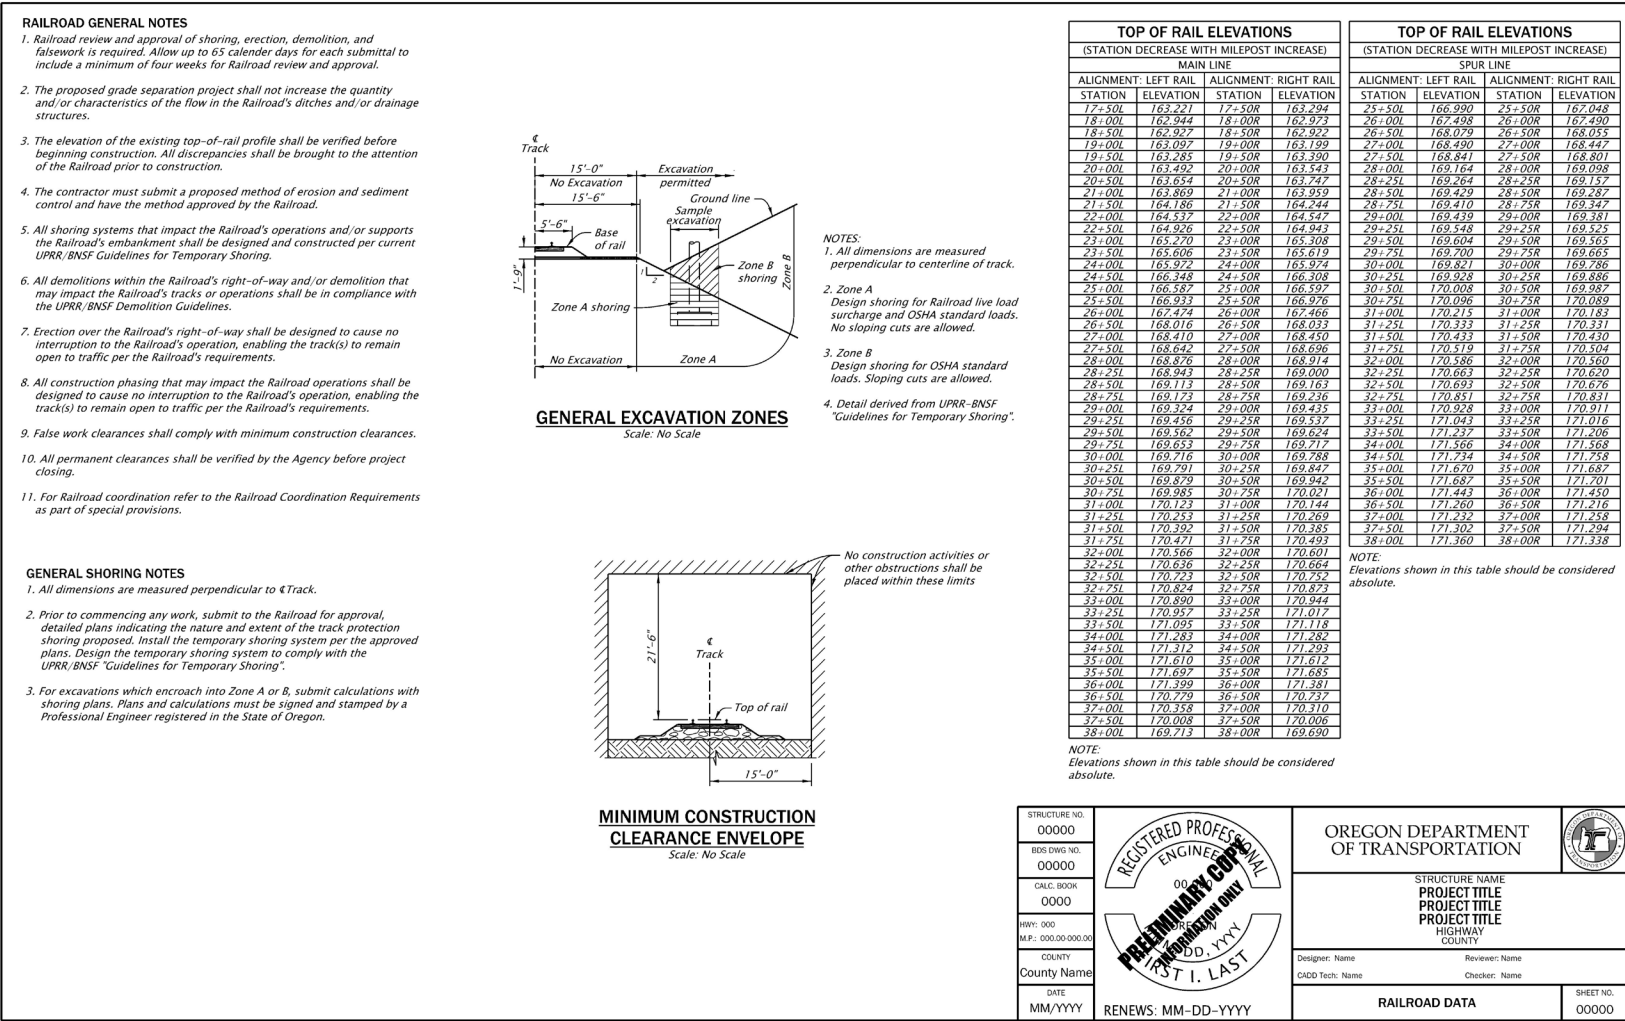 RAILROAD GENERAL NOTES
1. Railroad review and approval of shoring, erection, demolition, and
falsework is required. Allow up to 65 calender days for each submittal to
include a minimum of four weeks for Railroad review and approval.
2. The proposed grade separation project shall not increase the quantity
and/or characteristics of the flow in the Railroad's ditches and/or drainage
structures.
3. The elevation of the existing top-of-rail profile shall be verified before
beginning construction. All discrepancies shall be brought to the attention
of the Railroad prior to construction.
4. The contractor must submit a proposed method of erosion and sediment
control and have the method approved by the Railroad.
5. All shoring systems that impact the Railroad's operations and/or supports
the Railroad's embankment shall be designed and constructed per current
UPRR/BNSF Guidelines for Temporary Shoring.
6. All demolitions within the Railroad's right-of-way and/or demolition that
may impact the Railroad's tracks or operations shall be in compliance with
the UPRR/BNSF Demolition Guidelines.
7. Erection over the Railroad's right-of-way shall be designed to cause no
interruption to the Railroad's operation, enabling the track(s) to remain
open to traffic per the Railroad's requirements.
8. All construction phasing that may impact the Railroad operations shall be
designed to cause no interruption to the Railroad's operation, enabling the
track(s) to remain open to traffic per the Railroad's requirements.
9. False work clearances shall comply with minimum construction clearances.
10. All permanent clearances shall be verified by the Agency before project
closing.
11. For Railroad coordination refer to the Railroad Coordination Requirements
as part of special provisions.
GENERAL SHORING NOTES
1. All dimensions are measured perpendicular to ℄ Track.
2. Prior to commencing any work, submit to the Railroad for approval,
detailed plans indicating the nature and extent of the track protection
shoring proposed. Install the temporary shoring system per the approved
plans. Design the temporary shoring system to comply with the
UPRR/BNSF "Guidelines for Temporary Shoring".
3. For excavations which encroach into Zone A or B, submit calculations with
shoring plans. Plans and calculations must be signed and stamped by a
Professional Engineer registered in the State of Oregon.
℄
Track
15'-0"
No Excavation
Excavation
permitted
15'-6"
Ground line
Sample
excavation
5'-6"
Base
of rail
1'-9"
1
2
Zone B
shoring
Zone B
Zone A shoring
No Excavation
Zone A
GENERAL EXCAVATION ZONES
Scale: No Scale
NOTES:
1. All dimensions are measured
perpendicular to centerline of track.
2. Zone A
Design shoring for Railroad live load
surcharge and OSHA standard loads.
No sloping cuts are allowed.
3. Zone B
Design shoring for OSHA standard
loads. Sloping cuts are allowed.
4. Detail derived from UPRR-BNSF
"Guidelines for Temporary Shoring".
No construction activities or
other obstructions shall be
placed within these limits
21'-6"
℄
Track
Top of rail
15'-0"
MINIMUM CONSTRUCTION
CLEARANCE ENVELOPE
Scale: No Scale
TOP OF RAIL ELEVATIONS
(STATION DECREASE WITH MILEPOST INCREASE)
MAIN LINE
ALIGNMENT: LEFT RAIL ALIGNMENT: RIGHT RAIL
STATION ELEVATION STATION ELEVATION
17+50L 163.221 17+50R 163.294
18+00L 162.944 18+00R 162.973
18+50L 162.927 18+50R 162.922
19+00L 163.097 19+00R 163.199
19+50L 163.285 19+50R 163.390
20+00L 163.492 20+00R 163.543
20+50L 163.654 20+50R 163.747
21+00L 163.869 21+00R 163.959
21+50L 164.186 21+50R 164.244
22+00L 164.537 22+00R 164.547
22+50L 164.926 22+50R 164.943
23+00L 165.270 23+00R 165.308
23+50L 165.606 23+50R 165.619
24+00L 165.972 24+00R 165.974
24+50L 166.348 24+50R 166.308
25+00L 166.587 25+00R 166.597
25+50L 166.933 25+50R 166.976
26+00L 167.474 26+00R 167.466
26+50L 168.016 26+50R 168.033
27+00L 168.410 27+00R 168.450
27+50L 168.642 27+50R 168.696
28+00L 168.876 28+00R 168.914
28+25L 168.943 28+25R 169.000
28+50L 169.113 28+50R 169.163
28+75L 169.173 28+75R 169.236
29+00L 169.324 29+00R 169.435
29+25L 169.456 29+25R 169.537
29+50L 169.562 29+50R 169.624
29+75L 169.653 29+75R 169.717
30+00L 169.716 30+00R 169.788
30+25L 169.791 30+25R 169.847
30+50L 169.879 30+50R 169.942
30+75L 169.985 30+75R 170.021
31+00L 170.123 31+00R 170.144
31+25L 170.253 31+25R 170.269
31+50L 170.392 31+50R 170.385
31+75L 170.471 31+75R 170.493
32+00L 170.566 32+00R 170.601
32+25L 170.636 32+25R 170.664
32+50L 170.723 32+50R 170.752
32+75L 170.824 32+75R 170.873
33+00L 170.890 33+00R 170.944
33+25L 170.957 33+25R 171.017
33+50L 171.095 33+50R 171.118
34+00L 171.283 34+00R 171.282
34+50L 171.312 34+50R 171.293
35+00L 171.610 35+00R 171.612
35+50L 171.697 35+50R 171.685
36+00L 171.399 36+00R 171.381
36+50L 170.779 36+50R 170.737
37+00L 170.358 37+00R 170.310
37+50L 170.008 37+50R 170.006
38+00L 169.713 38+00R 169.690
NOTE:
Elevations shown in this table should be considered
absolute.
TOP OF RAIL ELEVATIONS
(STATION DECREASE WITH MILEPOST INCREASE)
SPUR LINE
ALIGNMENT: LEFT RAIL ALIGNMENT: RIGHT RAIL
STATION ELEVATION STATION ELEVATION
25+50L 166.990 25+50R 167.048
26+00L 167.498 26+00R 167.490
26+50L 168.079 26+50R 168.055
27+00L 168.490 27+00R 168.447
27+50L 168.841 27+50R 168.801
28+00L 169.164 28+00R 169.098
28+25L 169.264 28+25R 169.157
28+50L 169.429 28+50R 169.287
28+75L 169.410 28+75R 169.347
29+00L 169.439 29+00R 169.381
29+25L 169.548 29+25R 169.525
29+50L 169.604 29+50R 169.565
29+75L 169.700 29+75R 169.665
30+00L 169.821 30+00R 169.786
30+25L 169.928 30+25R 169.886
30+50L 170.008 30+50R 169.987
30+75L 170.096 30+75R 170.089
31+00L 170.215 31+00R 170.183
31+25L 170.333 31+25R 170.331
31+50L 170.433 31+50R 170.430
31+75L 170.519 31+75R 170.504
32+00L 170.586 32+00R 170.560
32+25L 170.663 32+25R 170.620
32+50L 170.693 32+50R 170.676
32+75L 170.851 32+75R 170.831
33+00L 170.928 33+00R 170.911
33+25L 171.043 33+25R 171.016
33+50L 171.237 33+50R 171.206
34+00L 171.566 34+00R 171.568
34+50L 171.734 34+50R 171.758
35+00L 171.670 35+00R 171.687
35+50L 171.687 35+50R 171.701
36+00L 171.443 36+00R 171.450
36+50L 171.260 36+50R 171.216
37+00L 171.232 37+00R 171.258
37+50L 171.302 37+50R 171.294
38+00L 171.360 38+00R 171.338
NOTE:
Elevations shown in this table should be considered
absolute.
STRUCTURE NO.
00000
BDS DWG NO.
00000
CALC. BOOK
0000
HWY: 000
M.P.: 000.00-000.00
COUNTY
County Name
DATE
MM/YYYY
REGISTERED PROFESSIONAL
PRELIMINARY COPY
INFORMATION ONLY
I. LAST
RENEWS: MM-DD-YYYY
OREGON DEPARTMENT
OF TRANSPORTATION
OREGON DEPARTMENT OF TRANSPORTATION
STRUCTURE NAME
PROJECT TITLE
PROJECT TITLE
PROJECT TITLE
HIGHWAY
COUNTY
Designer: Name Reviewer: Name
CADD Tech: Name Checker: Name
RAILROAD DATA
SHEET NO.
00000